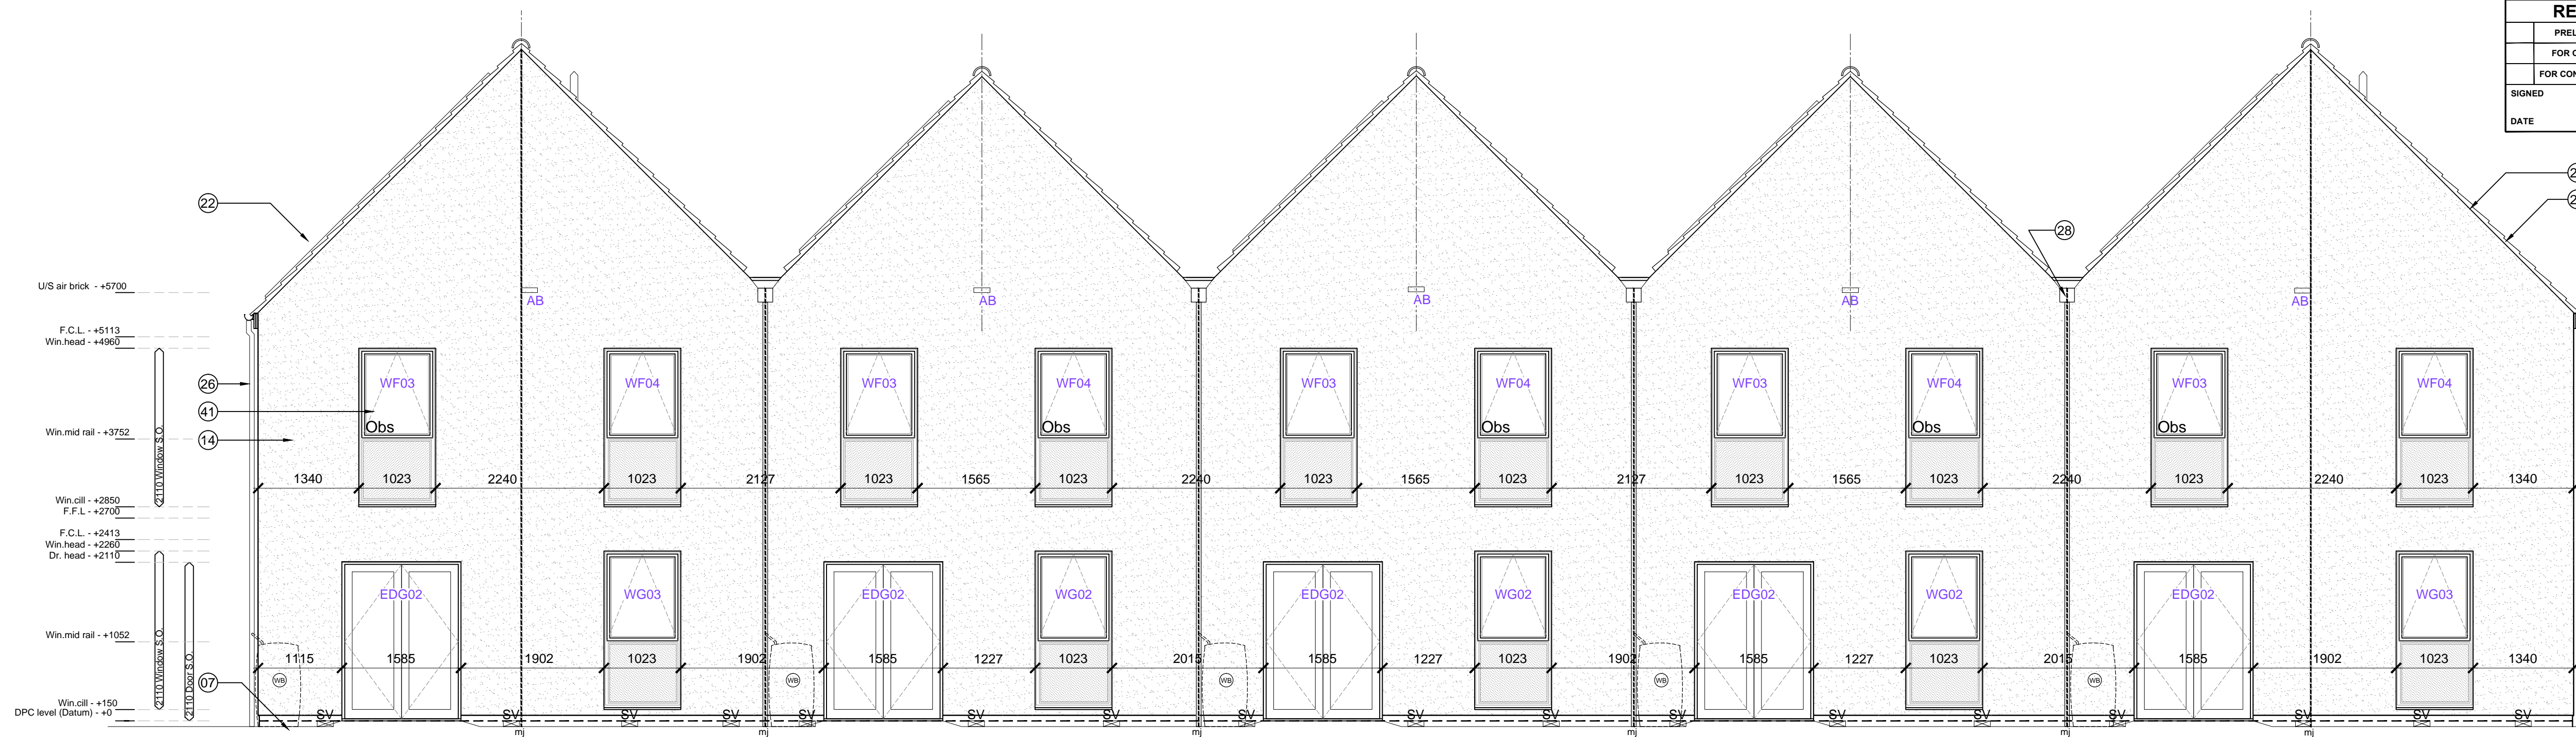 RE
PREL
FOR C
FOR CON
SIGNED
DATE
22
2
2
28
U/S air brick - +5700
AB AB AB AB AB
F.C.L. - +5113
Win.head - +4960
26
41
14
WF03 WF04 WF03 WF04 WF03 WF04 WF03 WF04 WF03 WF04
Obs Obs Obs Obs Obs
Win.mid rail - +3752
2110 Window S.O.
1340 1023 2240 1023 2127 1023 1565 1023 2240 1023 1565 1023 2127 1023 1565 1023 2240 1023 2240 1023 1340
Win.cill - +2850
F.F.L - +2700
F.C.L. - +2413
Win.head - +2260
Dr. head - +2110
EDG02 WG03 EDG02 WG02 EDG02 WG02 EDG02 WG02 EDG02 WG03
Win.mid rail - +1052
2110 Window S.O.
2110 Door S.O.
1115 1585 1902 1023 1902 1585 1227 1023 2015 1585 1227 1023 1902 1585 1227 1023 2015 1585 1902 1023 1340
07
WB WB WB WB WB
Win.cill - +150
DPC level (Datum) - +0
SV SV SV SV SV SV SV SV SV SV SV SV SV SV SV SV SV
mj mj mj mj mj mj